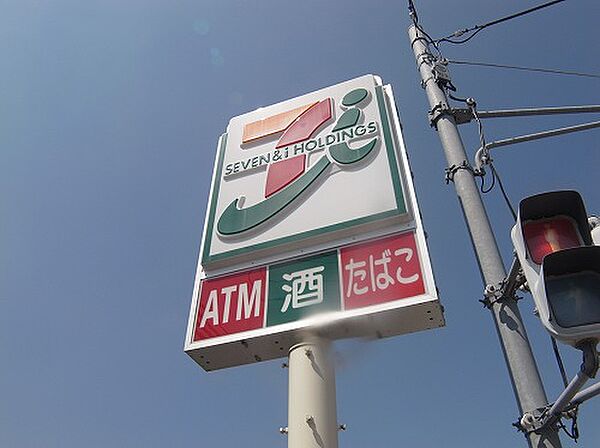 SEVEN & i HOLDINGS
ATM 酒 たばこ